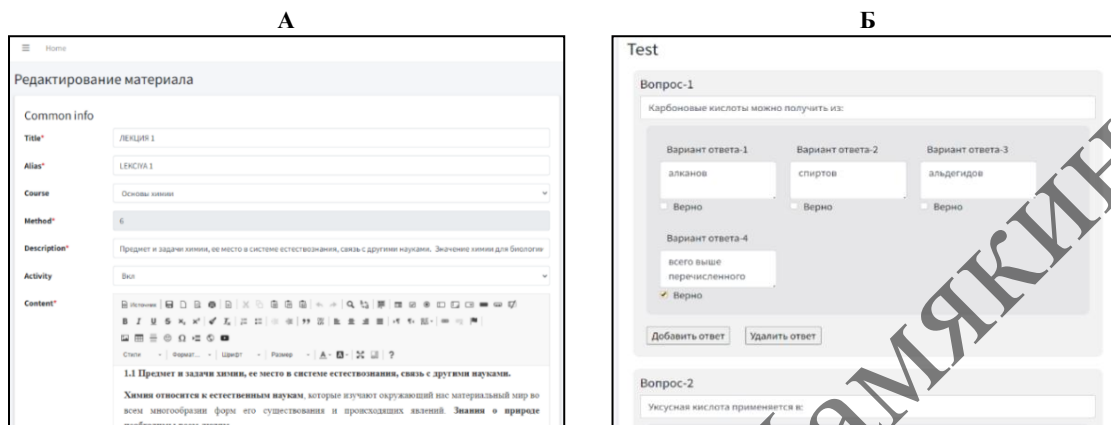 А
Home
Редактирование материала
Common info
Title*
ЛЕКЦИЯ 1
Alias*
LEKCIYA 1
Course
Основы химии
Method*
6
Description*
Предмет и задачи химии, ее место в системе естествознания, связь с другими науками. Значение химии для биологии
Activity
Вкл
Content*
Источник
Стили
Формат...
Шрифт
Размер
1.1 Предмет и задачи химии, ее место в системе естествознания, связь с другими науками.
Химия относится к естественным наукам, которые изучают окружающий нас материальный мир во
всем многообразии форм его существования и происходящих явлений. Знания о природе
Б
Test
Вопрос-1
Карбоновые кислоты можно получить из:
Вариант ответа-1
Вариант ответа-2
Вариант ответа-3
алканов
спиртов
альдегидов
Верно
Верно
Верно
Вариант ответа-4
всего выше
перечисленного
Верно
Добавить ответ
Удалить ответ
Вопрос-2
Уксусная кислота применяется в: